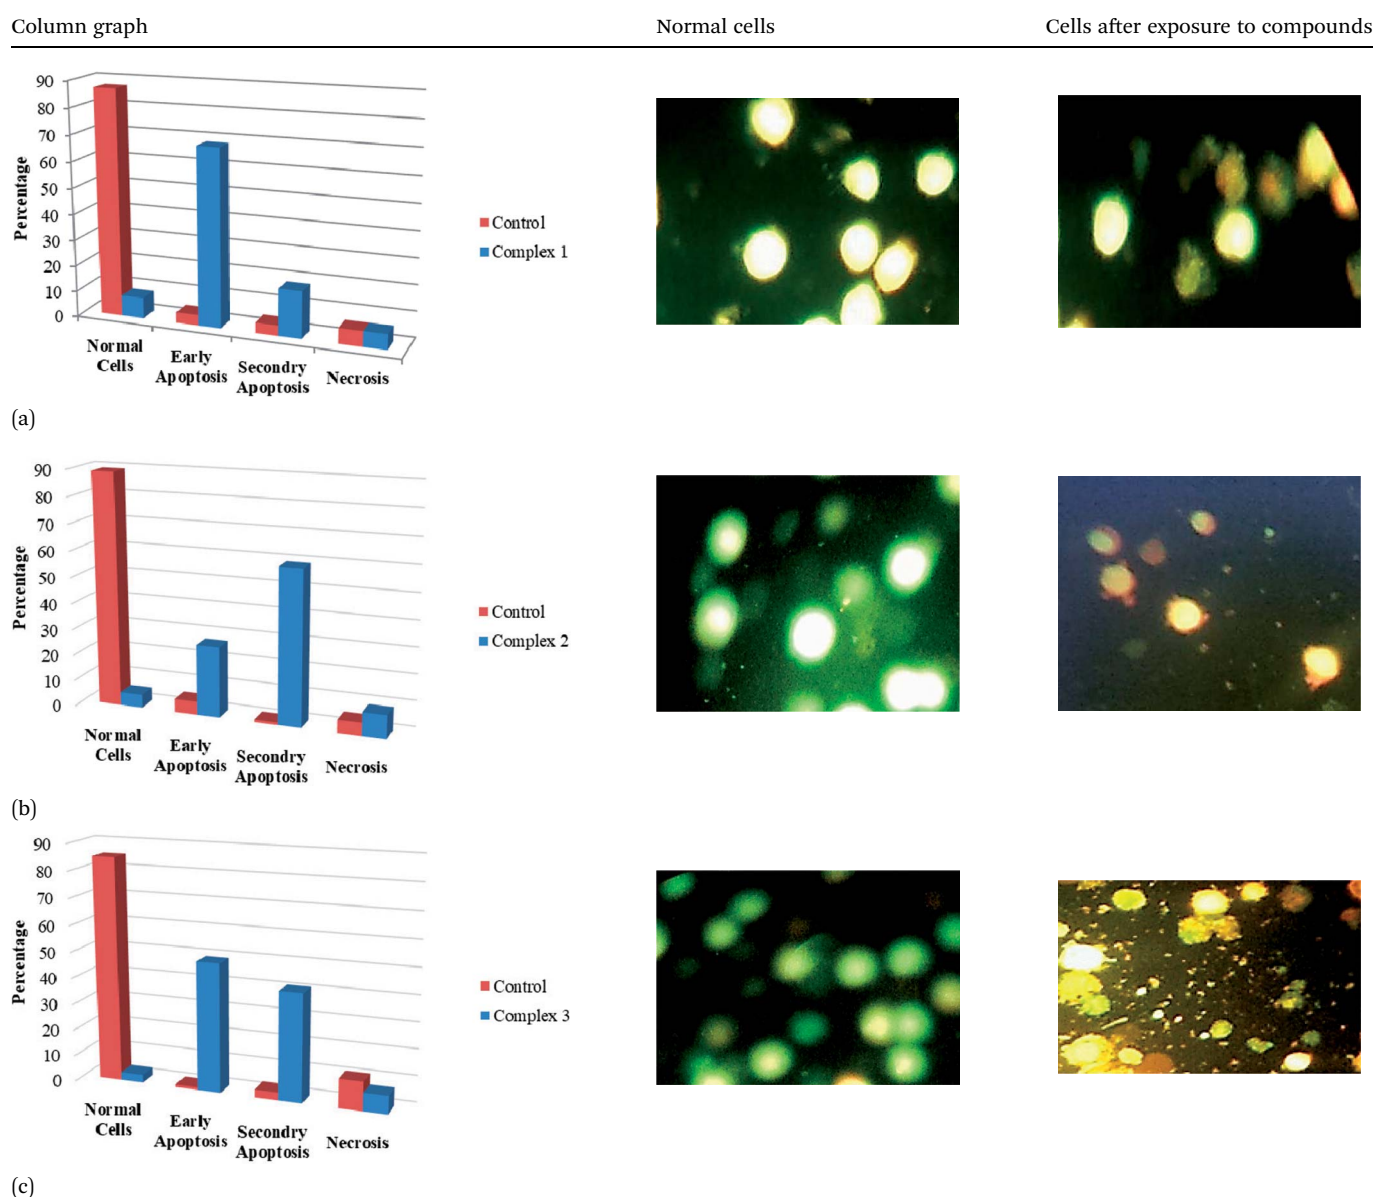 Column graph
Normal cells
Cells after exposure to compounds
90
80
70
60
50
40
30
20
10
0
Percentage
Normal
Cells
Early
Apoptosis
Secondry
Apoptosis
Necrosis
Control
Complex 1
(a)
90
80
70
60
50
40
30
20
10
0
Percentage
Normal
Cells
Early
Apoptosis
Secondry
Apoptosis
Necrosis
Control
Complex 2
(b)
90
80
70
60
50
40
30
20
10
0
Percentage
Normal
Cells
Early
Apoptosis
Secondry
Apoptosis
Necrosis
Control
Complex 3
(c)